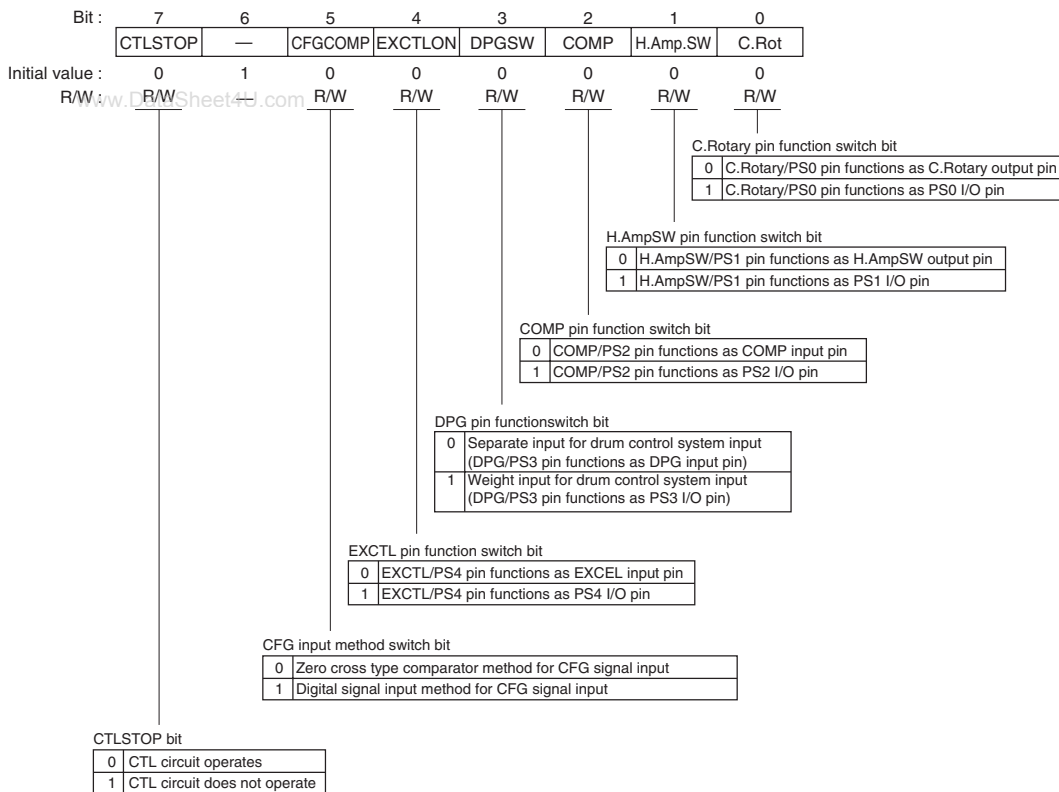 Bit : 7 6 5 4 3 2 1 0
CTLSTOP — CFGCOMP EXCTLON DPGSW COMP H.Amp.SW C.Rot
Initial value : 0 1 0 0 0 0 0 0
R/W : R/W — R/W R/W R/W R/W R/W R/W
www.DataSheet4U.com
C.Rotary pin function switch bit
0 C.Rotary/PS0 pin functions as C.Rotary output pin
1 C.Rotary/PS0 pin functions as PS0 I/O pin
H.AmpSW pin function switch bit
0 H.AmpSW/PS1 pin functions as H.AmpSW output pin
1 H.AmpSW/PS1 pin functions as PS1 I/O pin
COMP pin function switch bit
0 COMP/PS2 pin functions as COMP input pin
1 COMP/PS2 pin functions as PS2 I/O pin
DPG pin functionswitch bit
0 Separate input for drum control system input
(DPG/PS3 pin functions as DPG input pin)
1 Weight input for drum control system input
(DPG/PS3 pin functions as PS3 I/O pin)
EXCTL pin function switch bit
0 EXCTL/PS4 pin functions as EXCEL input pin
1 EXCTL/PS4 pin functions as PS4 I/O pin
CFG input method switch bit
0 Zero cross type comparator method for CFG signal input
1 Digital signal input method for CFG signal input
CTLSTOP bit
0 CTL circuit operates
1 CTL circuit does not operate